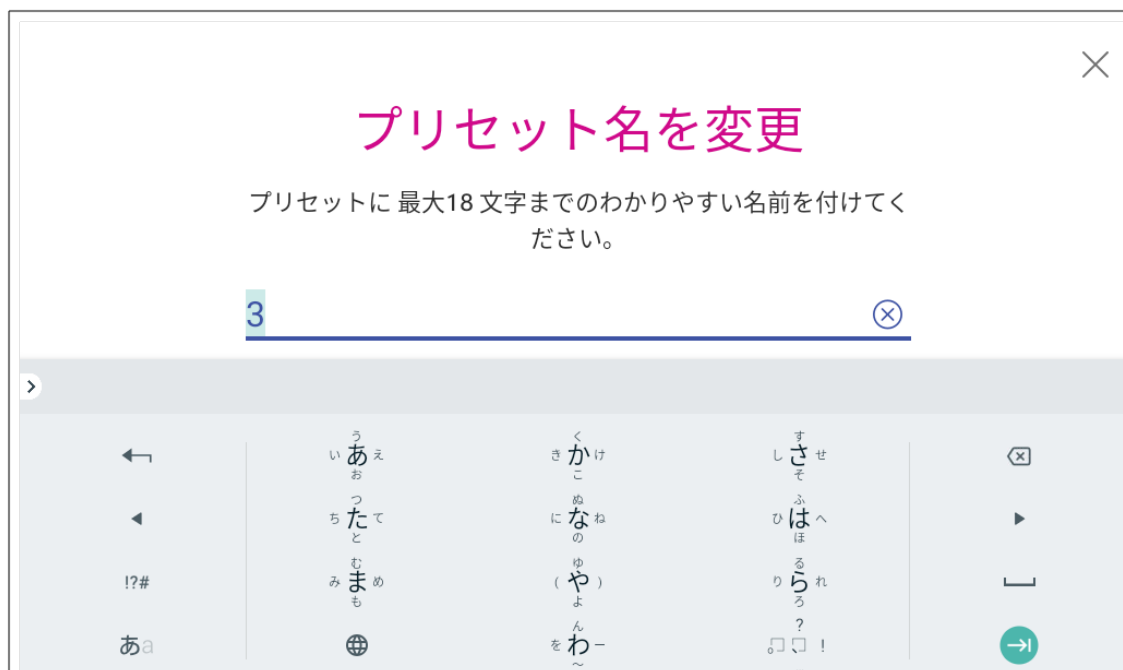 プリセット名を変更
プリセットに 最大18 文字までのわかりやすい名前を付けてく
ださい。
3
う
い あ え
お
く
き か け
こ
す
し さ せ
そ
つ
ち た て
と
ぬ
に な ね
の
ふ
ひ は へ
ほ
!?#
む
み ま め
も
ゆ
( や )
よ
る
り ら れ
ろ
あa
ん
を わ ー
～
?
。 、 !